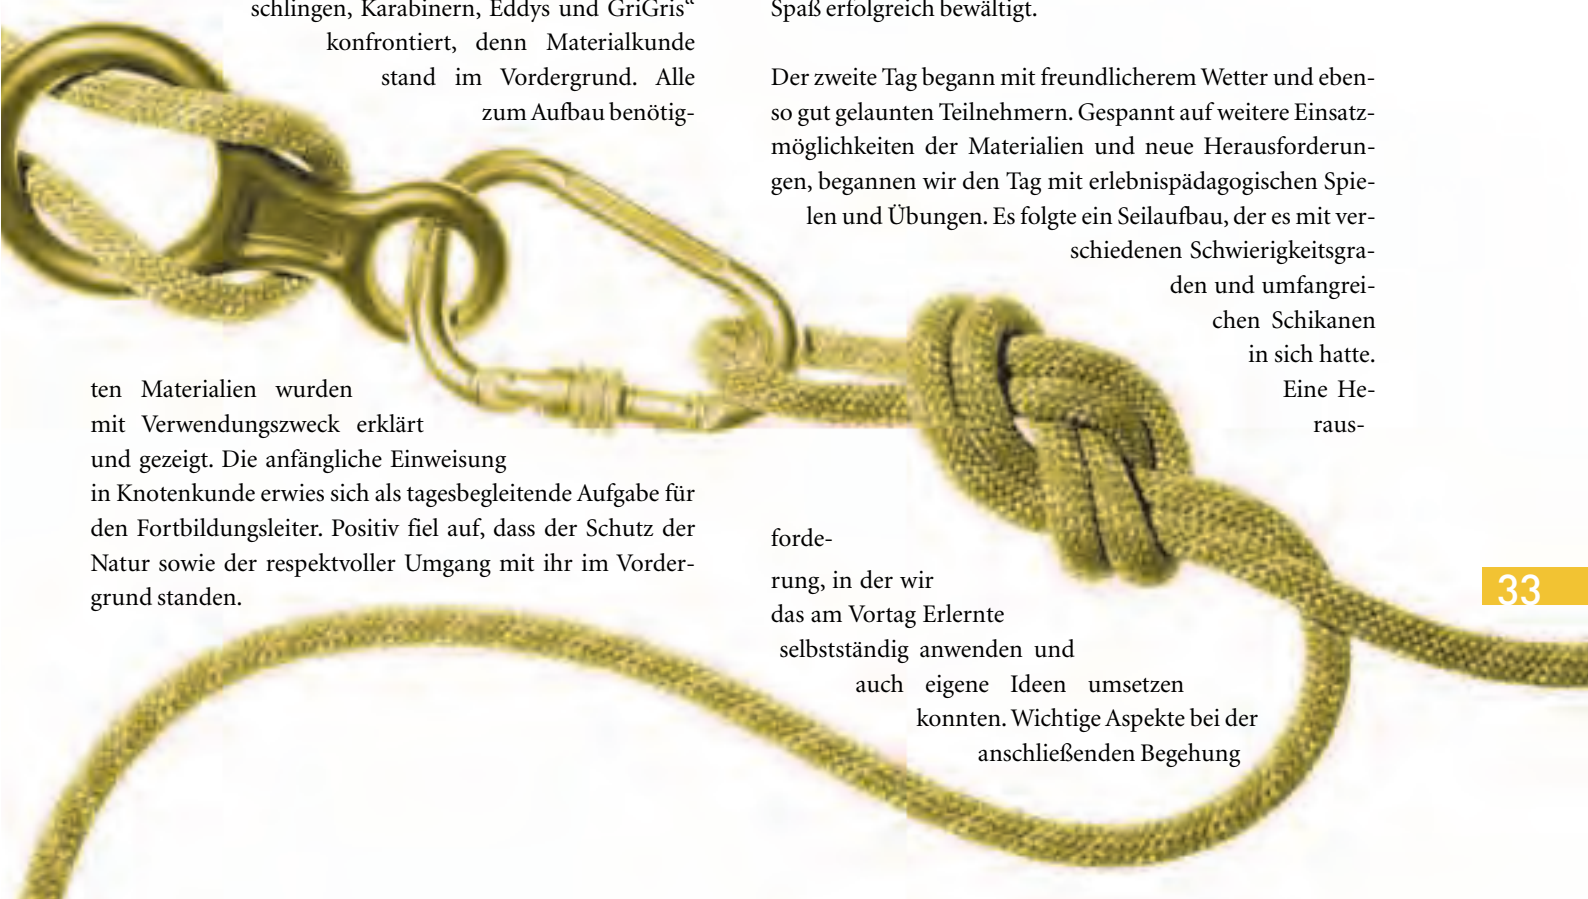 schlingen, Karabinern, Eddys und GriGris“
konfrontiert, denn Materialkunde
stand im Vordergrund. Alle
zum Aufbau benötig-
ten Materialien wurden
mit Verwendungszweck erklärt
und gezeigt. Die anfängliche Einweisung
in Knotenkunde erwies sich als tagesbegleitende Aufgabe für
den Fortbildungsleiter. Positiv fiel auf, dass der Schutz der
Natur sowie der respektvoller Umgang mit ihr im Vorder-
grund standen.
Spaß erfolgreich bewältigt.
Der zweite Tag begann mit freundlicherem Wetter und eben-
so gut gelaunten Teilnehmern. Gespannt auf weitere Einsatz-
möglichkeiten der Materialien und neue Herausforderun-
gen, begannen wir den Tag mit erlebnispädagogischen Spie-
len und Übungen. Es folgte ein Seilaufbau, der es mit ver-
schiedenen Schwierigkeitsgra-
den und umfangrei-
chen Schikanen
in sich hatte.
Eine He-
raus-
forde-
rung, in der wir
das am Vortag Erlernte
selbstständig anwenden und
auch eigene Ideen umsetzen
konnten. Wichtige Aspekte bei der
anschließenden Begehung
33